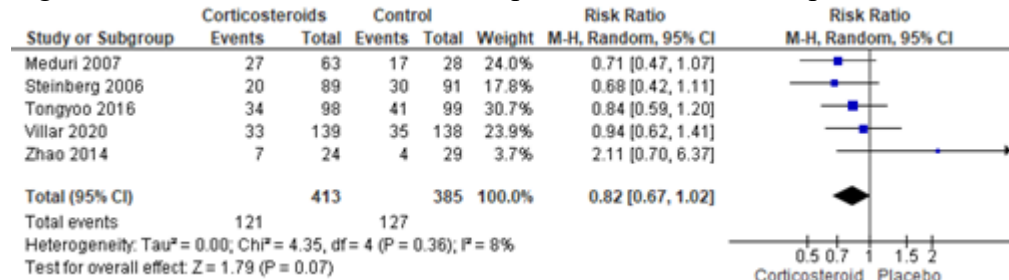 Corticosteroids Control Risk Ratio Risk Ratio
Study or Subgroup Events Total Events Total Weight M-H, Random, 95% CI M-H, Random, 95% CI
Meduri 2007 27 63 17 28 24.0% 0.71 [0.47, 1.07]
Steinberg 2006 20 89 30 91 17.8% 0.68 [0.42, 1.11]
Tongyoo 2016 34 98 41 99 30.7% 0.84 [0.59, 1.20]
Villar 2020 33 139 35 138 23.9% 0.94 [0.62, 1.41]
Zhao 2014 7 24 4 29 3.7% 2.11 [0.70, 6.37]
Total (95% CI) 413 385 100.0% 0.82 [0.67, 1.02]
Total events 121 127
Heterogeneity: Tau² = 0.00; Chi² = 4.35, df = 4 (P = 0.36); I² = 8%
Test for overall effect: Z = 1.79 (P = 0.07)
0.5 0.7 1 1.5 2
Corticosteroid Placebo